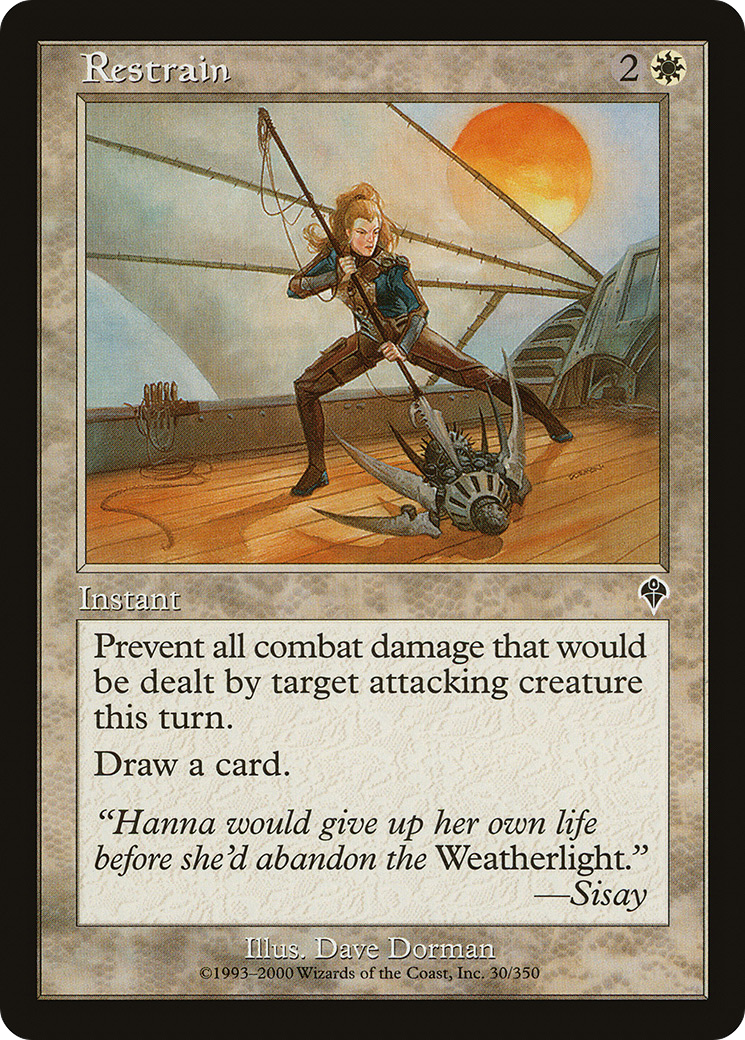 Restrain 2
Instant
Prevent all combat damage that would
be dealt by target attacking creature
this turn.
Draw a card.
“Hanna would give up her own life
before she’d abandon the Weatherlight.”
—Sisay
Illus. Dave Dorman
©1993–2000 Wizards of the Coast, Inc. 30/350